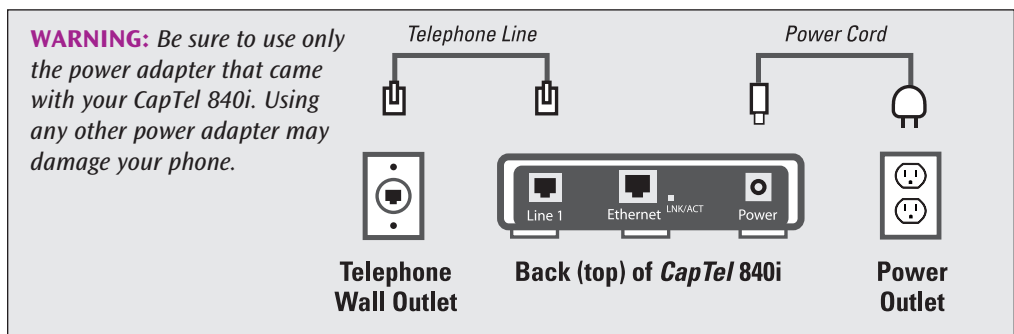 WARNING: Be sure to use only
the power adapter that came
with your CapTel 840i. Using
any other power adapter may
damage your phone.
Telephone Line
Power Cord
Line 1
Ethernet
LNK/ACT
Power
Telephone
Wall Outlet
Back (top) of CapTel 840i
Power
Outlet